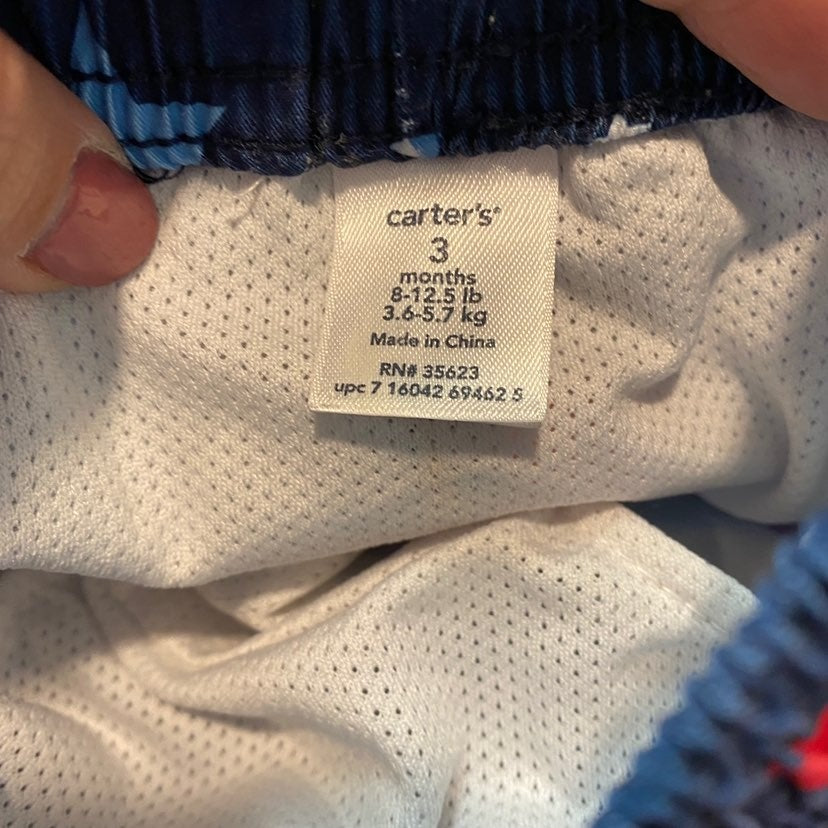 carter's
3
months
8-12.5 lb
3.6-5.7 kg
Made in China
RN# 35623
upc 7 16042 69462 5